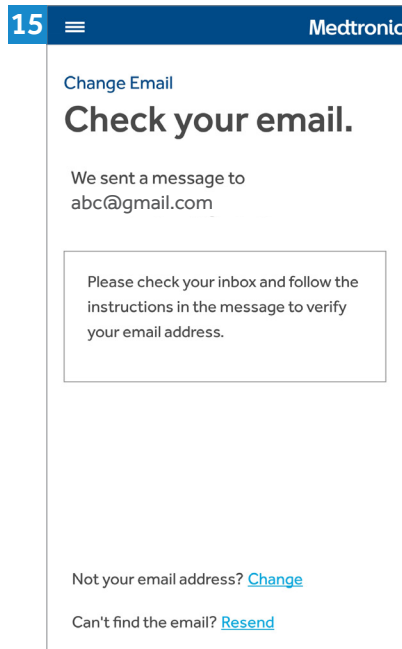 15
Medtronic
Change Email
Check your email.
We sent a message to
abc@gmail.com
Please check your inbox and follow the
instructions in the message to verify
your email address.
Not your email address? Change
Can't find the email? Resend